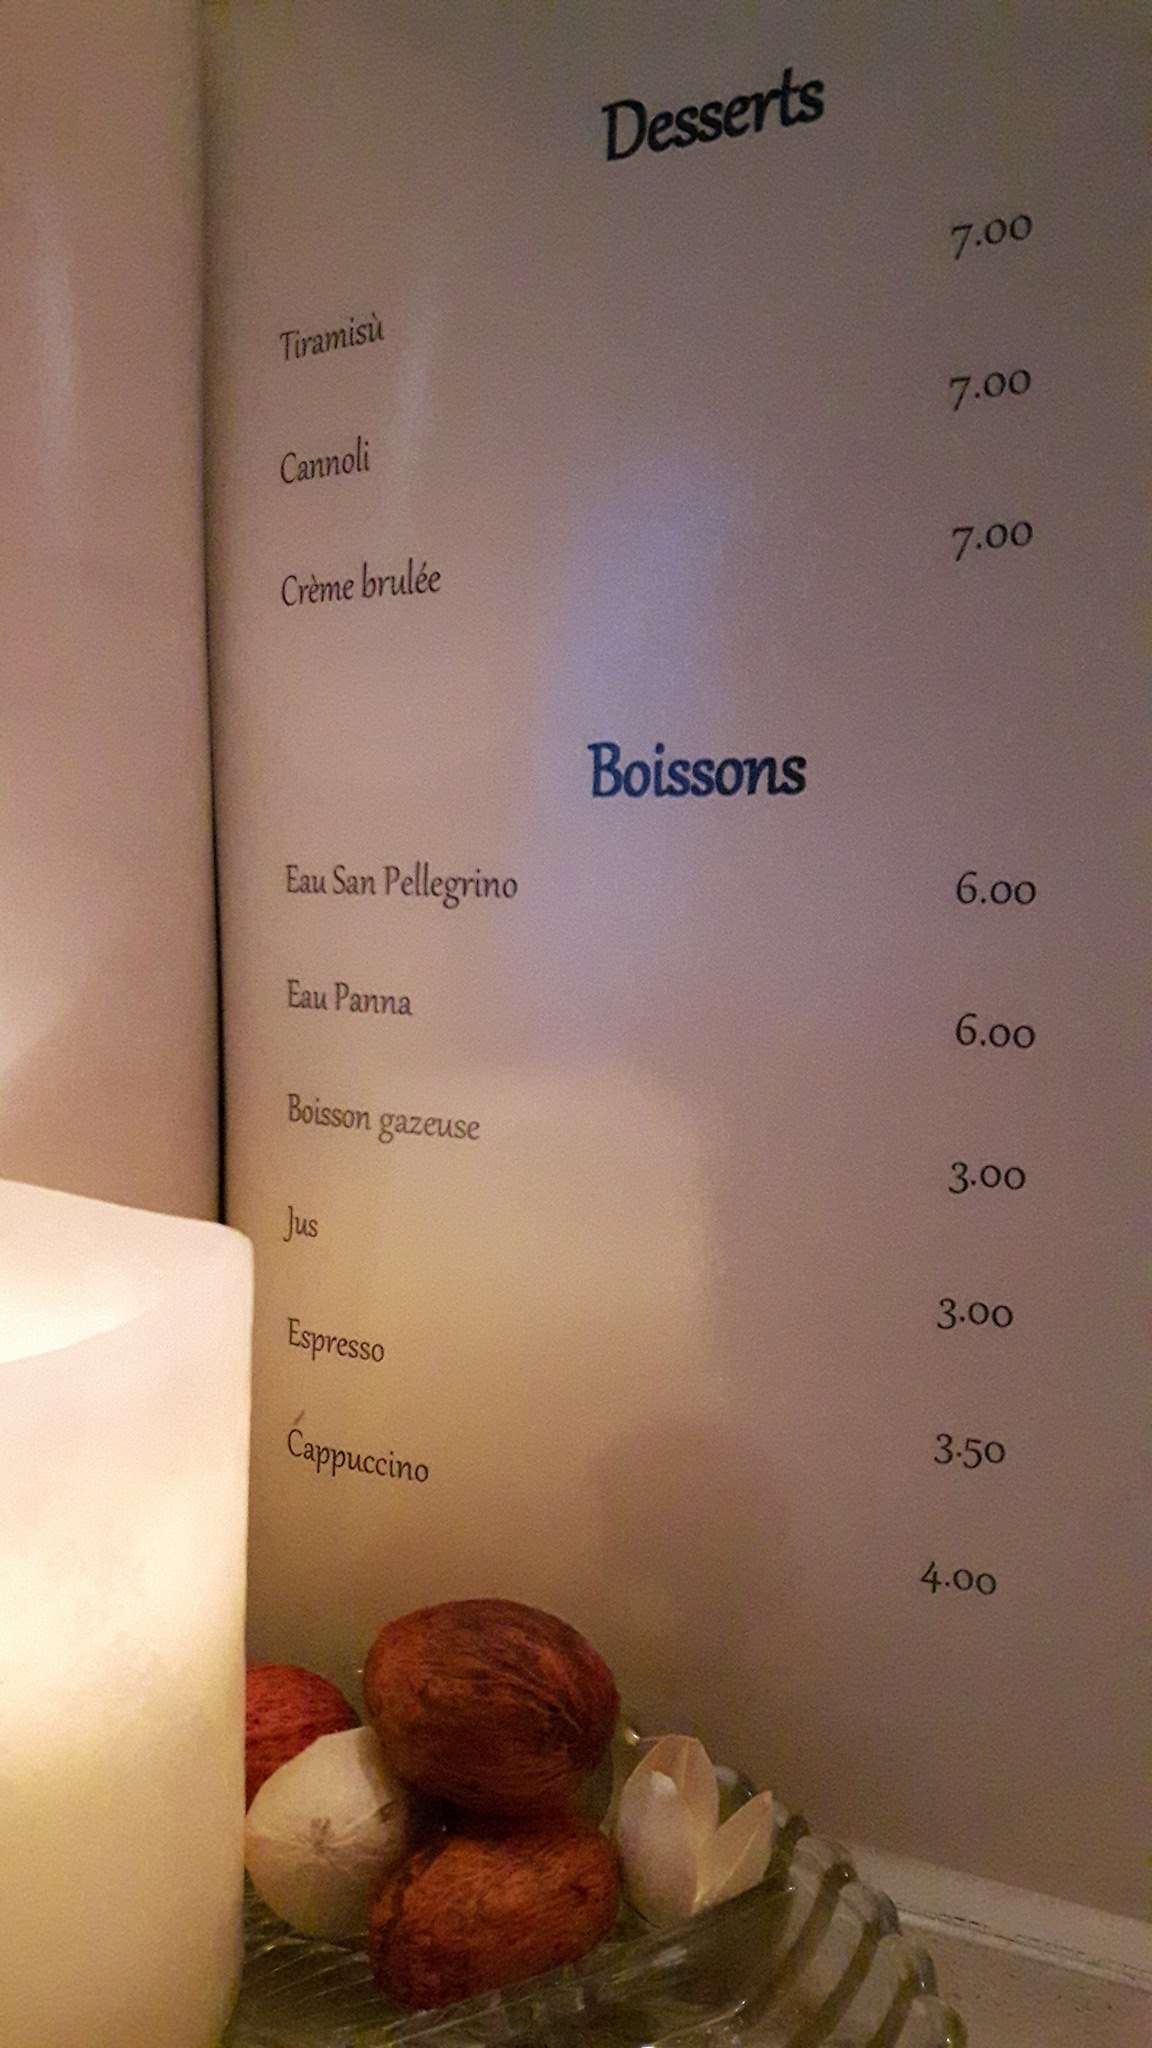 Desserts
Tiramisù 7.00
Cannoli 7.00
Crème brulée 7.00
Boissons
Eau San Pellegrino 6.00
Eau Panna 6.00
Boisson gazeuse 3.00
Jus 3.00
Espresso 3.50
Cappuccino 4.00